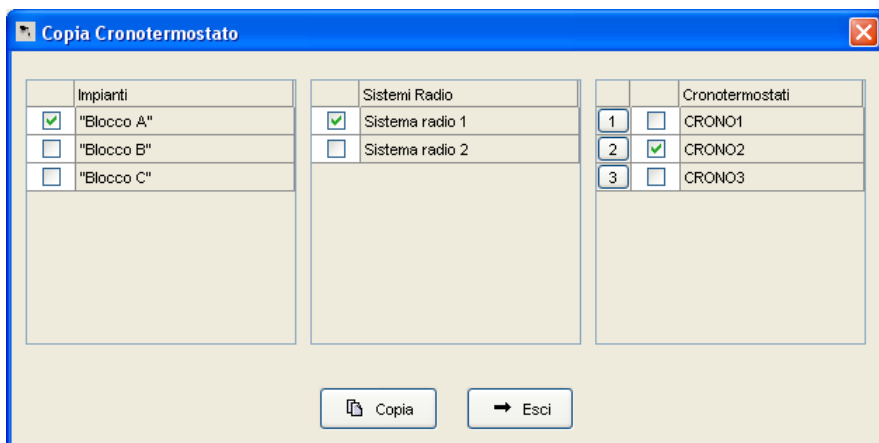 Copia Cronotermostato
Impianti
"Blocco A"
"Blocco B"
"Blocco C"
Sistemi Radio
Sistema radio 1
Sistema radio 2
Cronotermostati
1 CRONO1
2 CRONO2
3 CRONO3
Copia
Esci